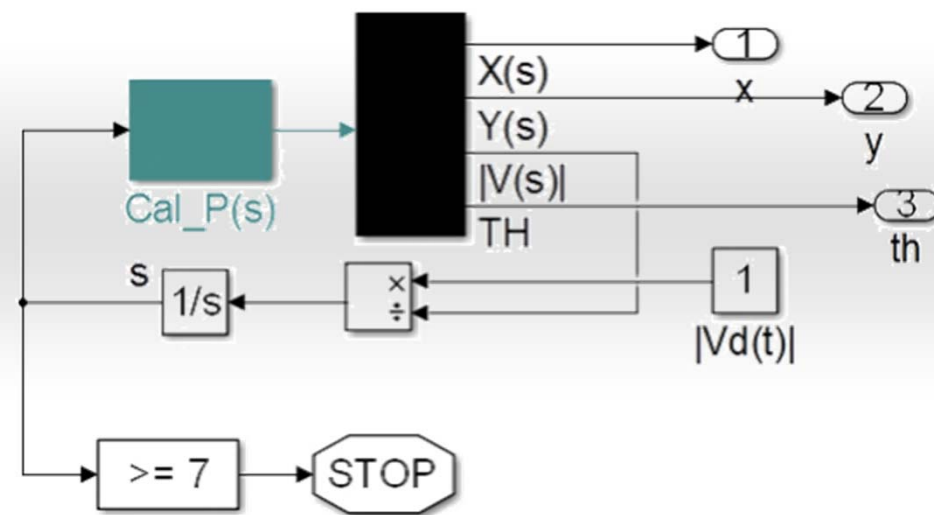 1
X(s)
x
2
Y(s)
y
|V(s)|
Cal_P(s)
3
TH
th
s
1/s
×
÷
1
|Vd(t)|
>= 7
STOP